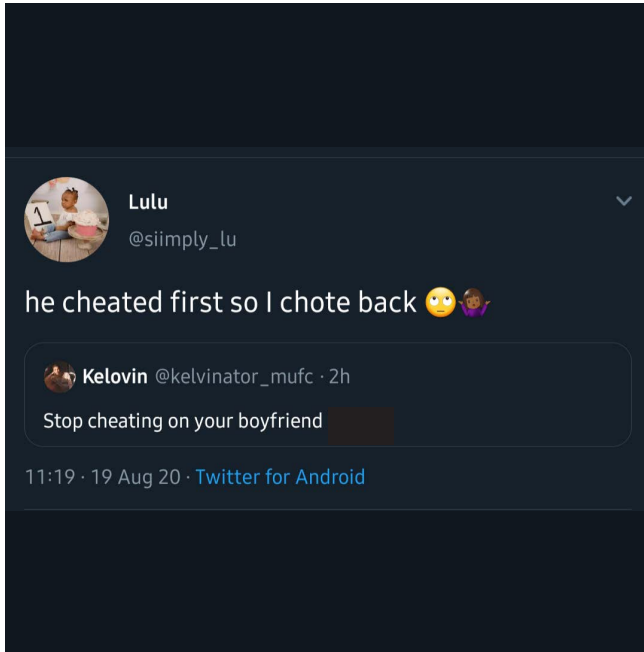 Lulu
@siimply_lu
he cheated first so I chote back 🙄🤷🏾‍♀️
Kelovin @kelvinator_mufc · 2h
Stop cheating on your boyfriend
11:19 · 19 Aug 20 · Twitter for Android